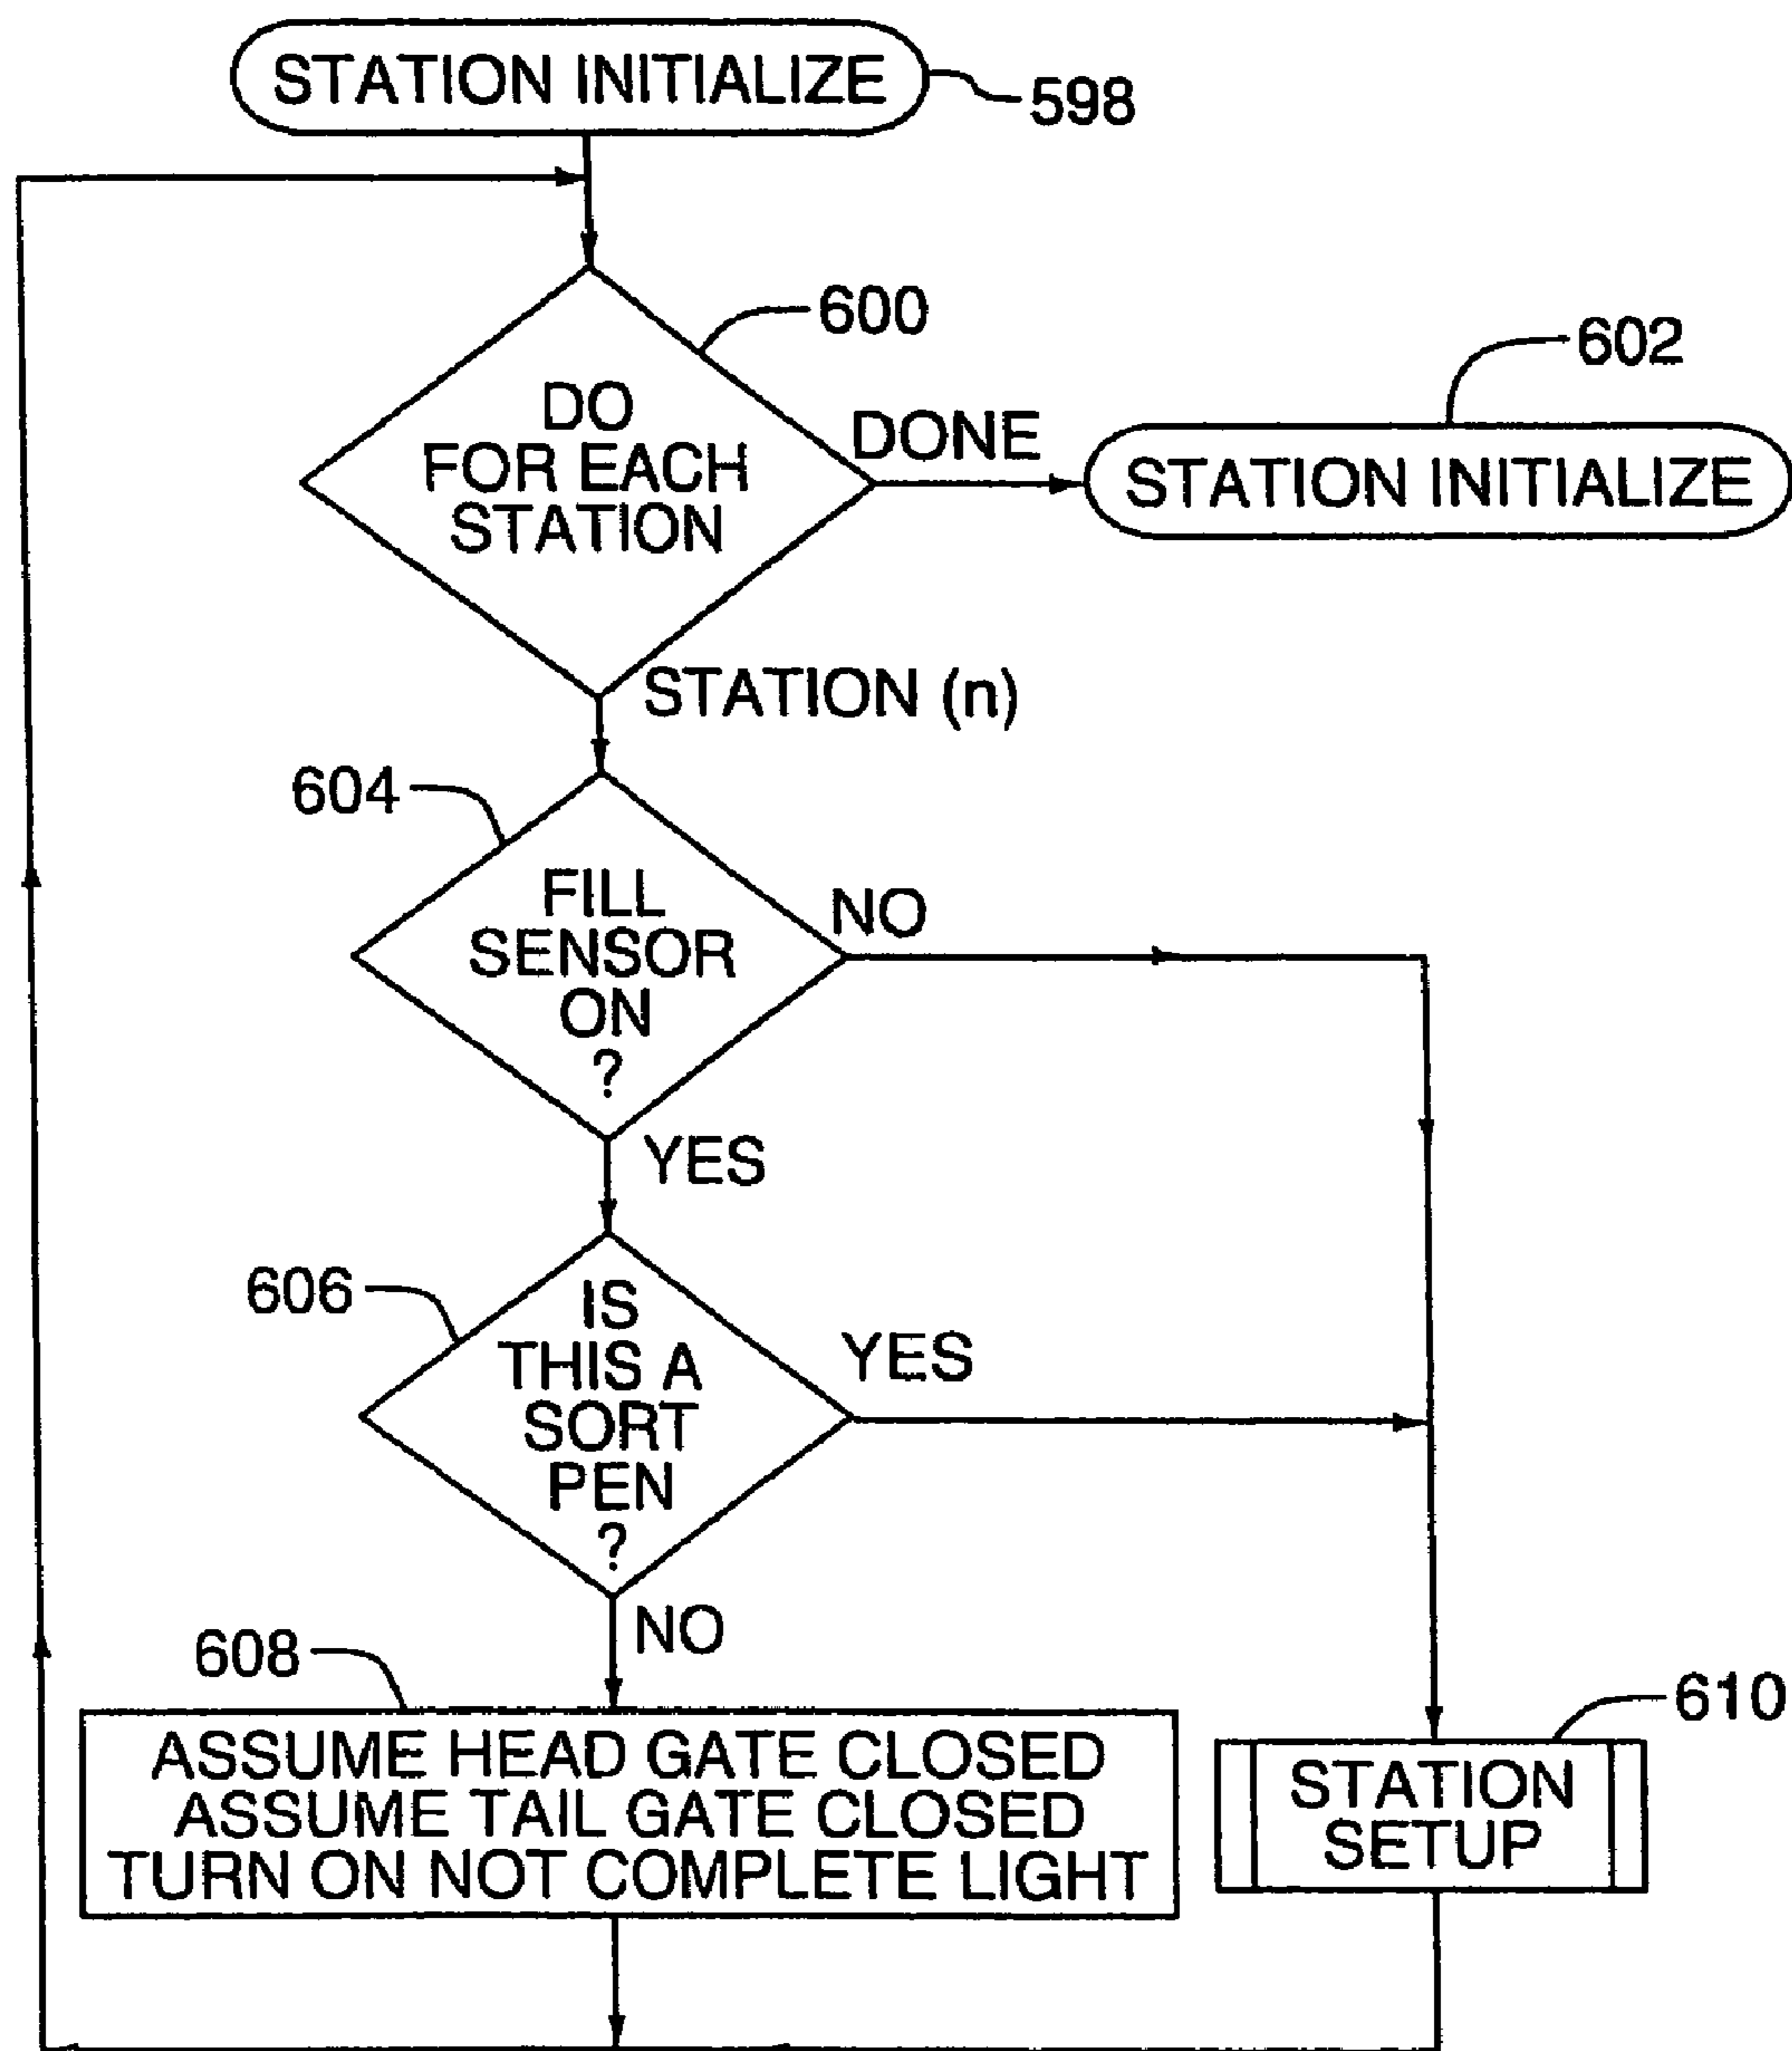 STATION INITIALIZE
598
600
DO
FOR EACH
STATION
DONE
602
STATION INITIALIZE
STATION (n)
604
FILL
SENSOR
ON
?
NO
YES
606
IS
THIS A
SORT
PEN
?
YES
NO
608
ASSUME HEAD GATE CLOSED
ASSUME TAIL GATE CLOSED
TURN ON NOT COMPLETE LIGHT
610
STATION
SETUP